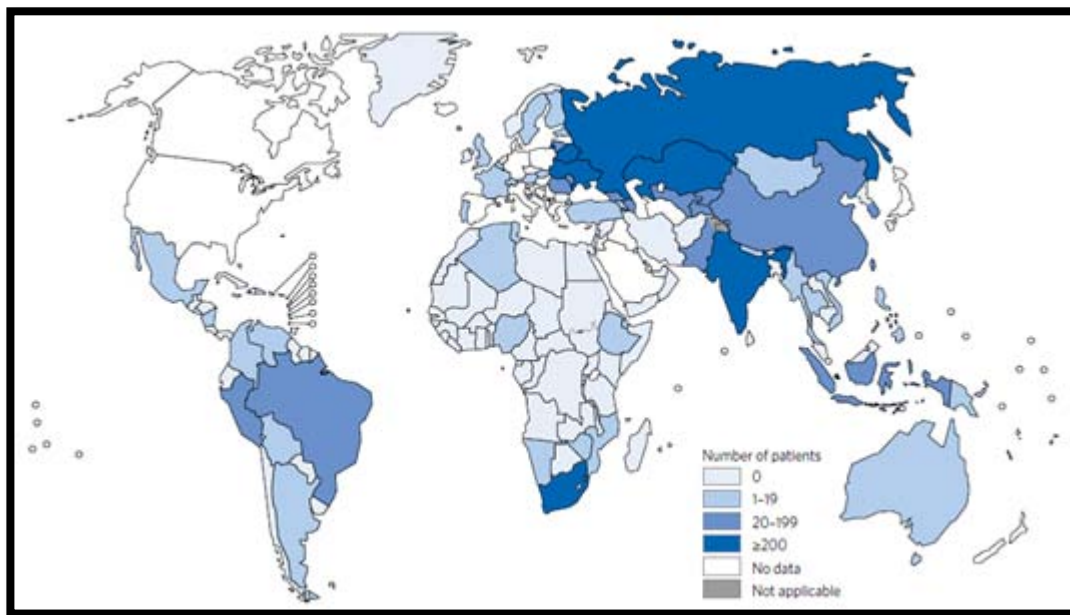 Number of patients
0
1–19
20–199
≥200
No data
Not applicable